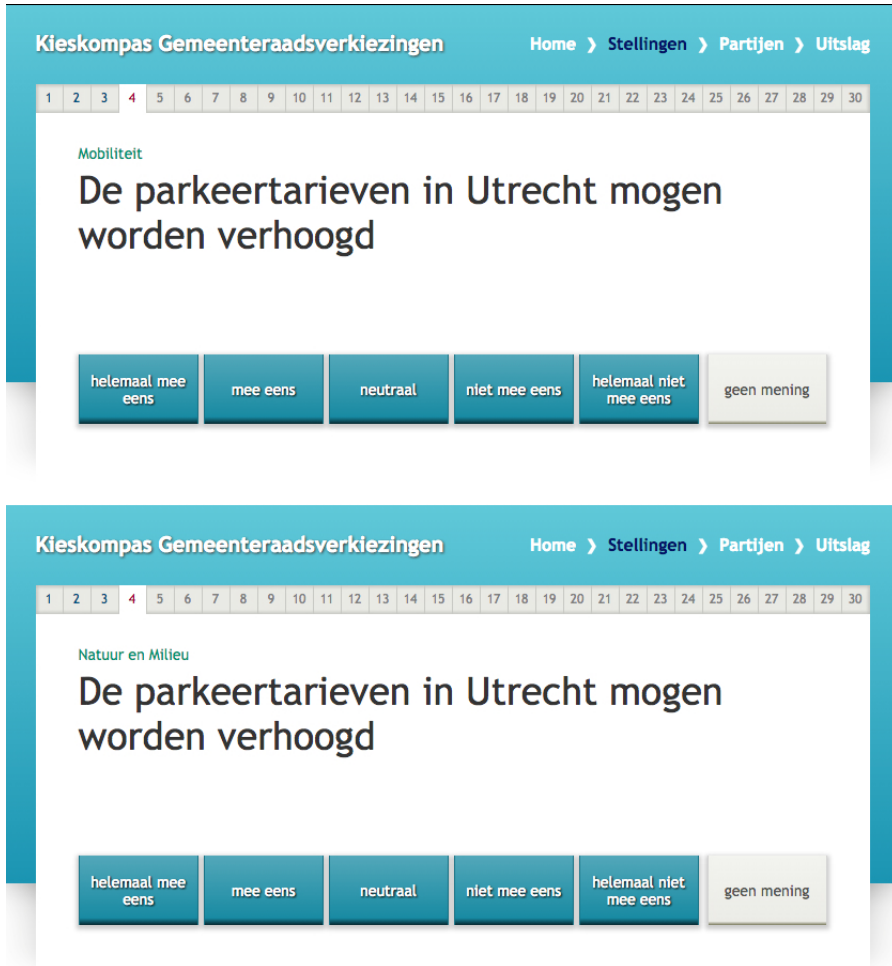 Kieskompas Gemeenteraadsverkiezingen Home ❯ Stellingen ❯ Partijen ❯ Uitslag
1 2 3 4 5 6 7 8 9 10 11 12 13 14 15 16 17 18 19 20 21 22 23 24 25 26 27 28 29 30
Mobiliteit
De parkeertarieven in Utrecht mogen
worden verhoogd
helemaal mee eens mee eens neutraal niet mee eens helemaal niet mee eens geen mening
Kieskompas Gemeenteraadsverkiezingen Home ❯ Stellingen ❯ Partijen ❯ Uitslag
1 2 3 4 5 6 7 8 9 10 11 12 13 14 15 16 17 18 19 20 21 22 23 24 25 26 27 28 29 30
Natuur en Milieu
De parkeertarieven in Utrecht mogen
worden verhoogd
helemaal mee eens mee eens neutraal niet mee eens helemaal niet mee eens geen mening